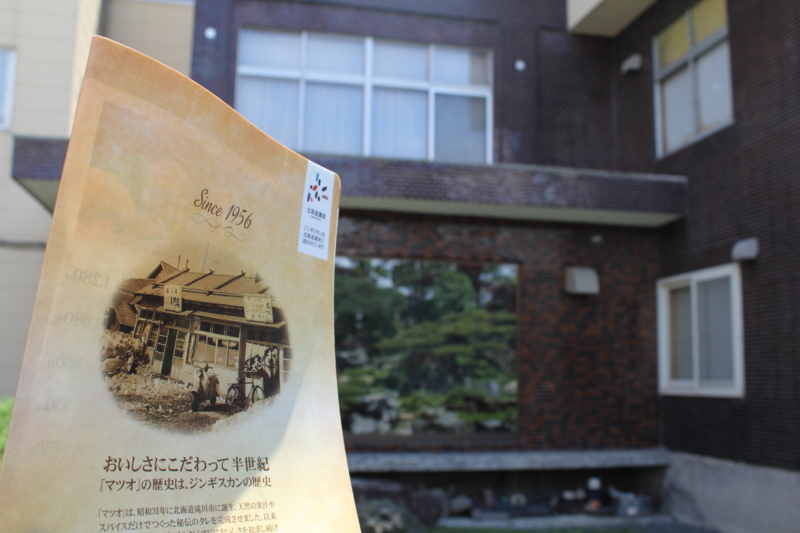 Since 1956
北海道遺産
おいしさにこだわって半世紀
「マツオ」の歴史は、ジンギスカンの歴史
「マツオ」は、昭和31年に北海道滝川市に誕生。天然の果汁や
スパイスだけでつくった秘伝のタレを完成させました。以来